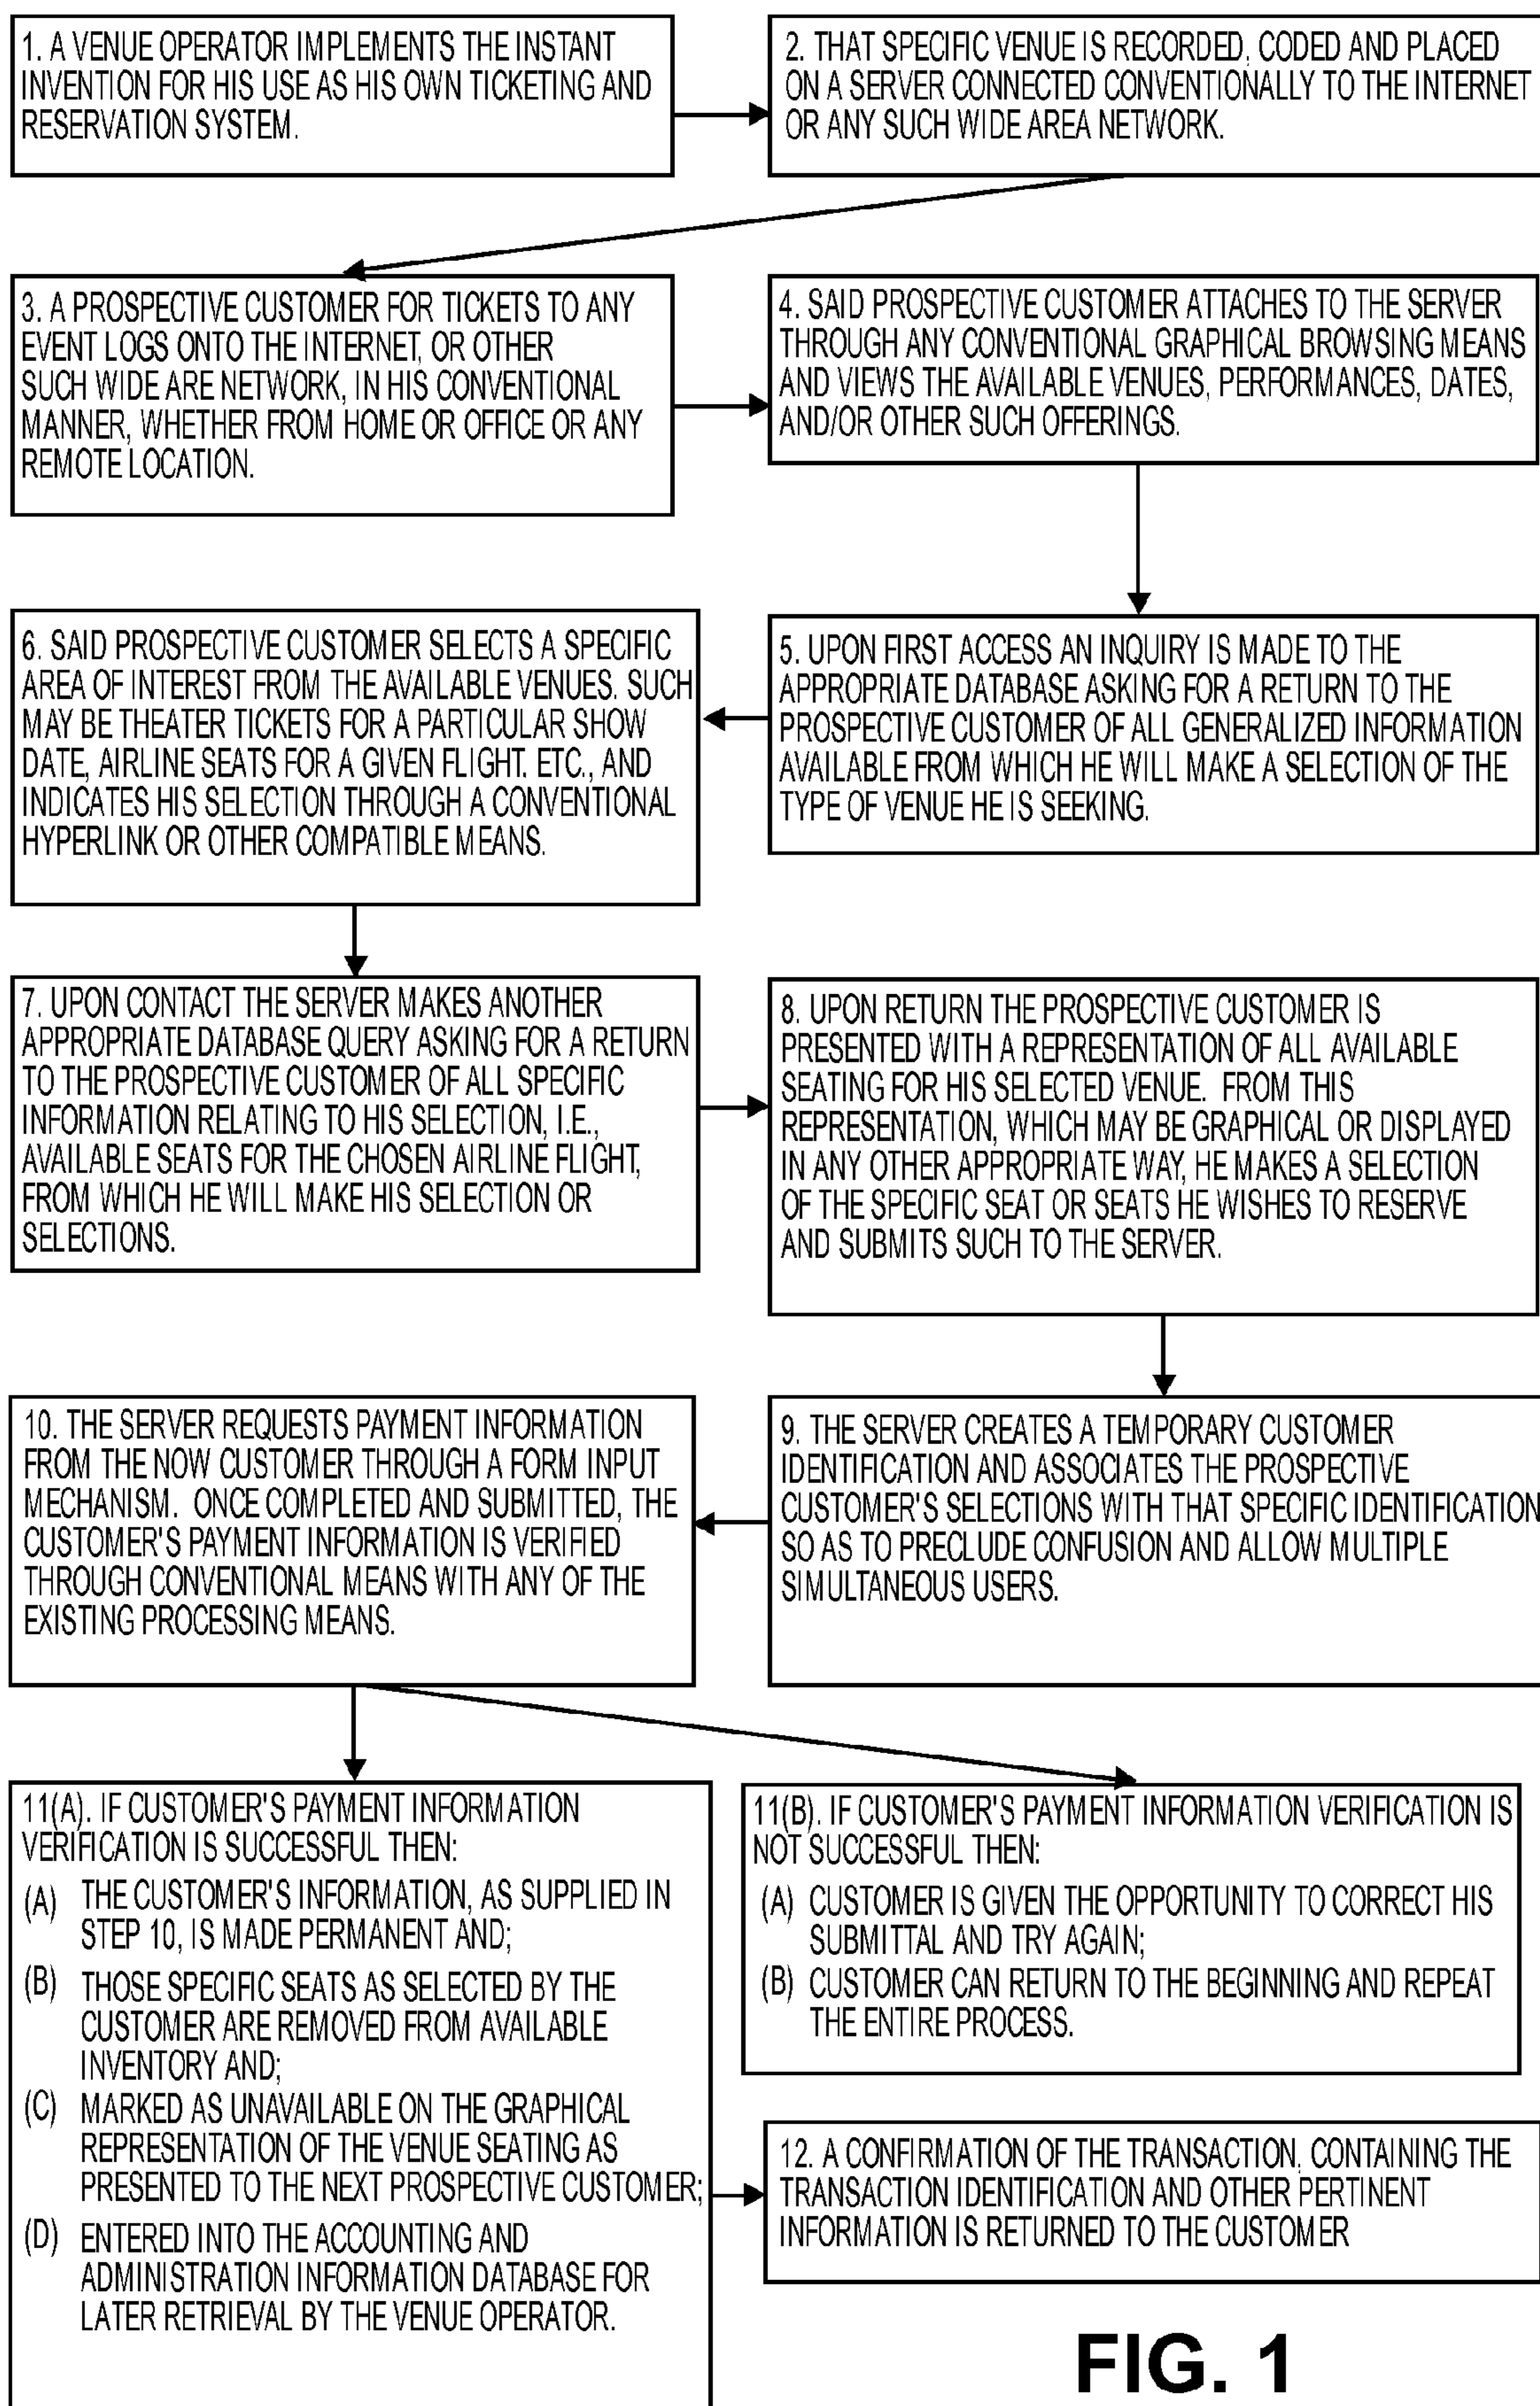 1. A VENUE OPERATOR IMPLEMENTS THE INSTANT
INVENTION FOR HIS USE AS HIS OWN TICKETING AND
RESERVATION SYSTEM.
2. THAT SPECIFIC VENUE IS RECORDED, CODED AND PLACED
ON A SERVER CONNECTED CONVENTIONALLY TO THE INTERNET
OR ANY SUCH WIDE AREA NETWORK.
3. A PROSPECTIVE CUSTOMER FOR TICKETS TO ANY
EVENT LOGS ONTO THE INTERNET, OR OTHER
SUCH WIDE ARE NETWORK, IN HIS CONVENTIONAL
MANNER, WHETHER FROM HOME OR OFFICE OR ANY
REMOTE LOCATION.
4. SAID PROSPECTIVE CUSTOMER ATTACHES TO THE SERVER
THROUGH ANY CONVENTIONAL GRAPHICAL BROWSING MEANS
AND VIEWS THE AVAILABLE VENUES, PERFORMANCES, DATES,
AND/OR OTHER SUCH OFFERINGS.
5. UPON FIRST ACCESS AN INQUIRY IS MADE TO THE
APPROPRIATE DATABASE ASKING FOR A RETURN TO THE
PROSPECTIVE CUSTOMER OF ALL GENERALIZED INFORMATION
AVAILABLE FROM WHICH HE WILL MAKE A SELECTION OF THE
TYPE OF VENUE HE IS SEEKING.
6. SAID PROSPECTIVE CUSTOMER SELECTS A SPECIFIC
AREA OF INTEREST FROM THE AVAILABLE VENUES. SUCH
MAY BE THEATER TICKETS FOR A PARTICULAR SHOW
DATE, AIRLINE SEATS FOR A GIVEN FLIGHT. ETC., AND
INDICATES HIS SELECTION THROUGH A CONVENTIONAL
HYPERLINK OR OTHER COMPATIBLE MEANS.
7. UPON CONTACT THE SERVER MAKES ANOTHER
APPROPRIATE DATABASE QUERY ASKING FOR A RETURN
TO THE PROSPECTIVE CUSTOMER OF ALL SPECIFIC
INFORMATION RELATING TO HIS SELECTION, I.E.,
AVAILABLE SEATS FOR THE CHOSEN AIRLINE FLIGHT,
FROM WHICH HE WILL MAKE HIS SELECTION OR
SELECTIONS.
8. UPON RETURN THE PROSPECTIVE CUSTOMER IS
PRESENTED WITH A REPRESENTATION OF ALL AVAILABLE
SEATING FOR HIS SELECTED VENUE. FROM THIS
REPRESENTATION, WHICH MAY BE GRAPHICAL OR DISPLAYED
IN ANY OTHER APPROPRIATE WAY, HE MAKES A SELECTION
OF THE SPECIFIC SEAT OR SEATS HE WISHES TO RESERVE
AND SUBMITS SUCH TO THE SERVER.
9. THE SERVER CREATES A TEMPORARY CUSTOMER
IDENTIFICATION AND ASSOCIATES THE PROSPECTIVE
CUSTOMER'S SELECTIONS WITH THAT SPECIFIC IDENTIFICATION
SO AS TO PRECLUDE CONFUSION AND ALLOW MULTIPLE
SIMULTANEOUS USERS.
10. THE SERVER REQUESTS PAYMENT INFORMATION
FROM THE NOW CUSTOMER THROUGH A FORM INPUT
MECHANISM. ONCE COMPLETED AND SUBMITTED, THE
CUSTOMER'S PAYMENT INFORMATION IS VERIFIED
THROUGH CONVENTIONAL MEANS WITH ANY OF THE
EXISTING PROCESSING MEANS.
11(A). IF CUSTOMER'S PAYMENT INFORMATION
VERIFICATION IS SUCCESSFUL THEN:
(A) THE CUSTOMER'S INFORMATION, AS SUPPLIED IN
STEP 10, IS MADE PERMANENT AND;
(B) THOSE SPECIFIC SEATS AS SELECTED BY THE
CUSTOMER ARE REMOVED FROM AVAILABLE
INVENTORY AND;
(C) MARKED AS UNAVAILABLE ON THE GRAPHICAL
REPRESENTATION OF THE VENUE SEATING AS
PRESENTED TO THE NEXT PROSPECTIVE CUSTOMER;
(D) ENTERED INTO THE ACCOUNTING AND
ADMINISTRATION INFORMATION DATABASE FOR
LATER RETRIEVAL BY THE VENUE OPERATOR.
11(B). IF CUSTOMER'S PAYMENT INFORMATION VERIFICATION IS
NOT SUCCESSFUL THEN:
(A) CUSTOMER IS GIVEN THE OPPORTUNITY TO CORRECT HIS
SUBMITTAL AND TRY AGAIN;
(B) CUSTOMER CAN RETURN TO THE BEGINNING AND REPEAT
THE ENTIRE PROCESS.
12. A CONFIRMATION OF THE TRANSACTION, CONTAINING THE
TRANSACTION IDENTIFICATION AND OTHER PERTINENT
INFORMATION IS RETURNED TO THE CUSTOMER
FIG. 1